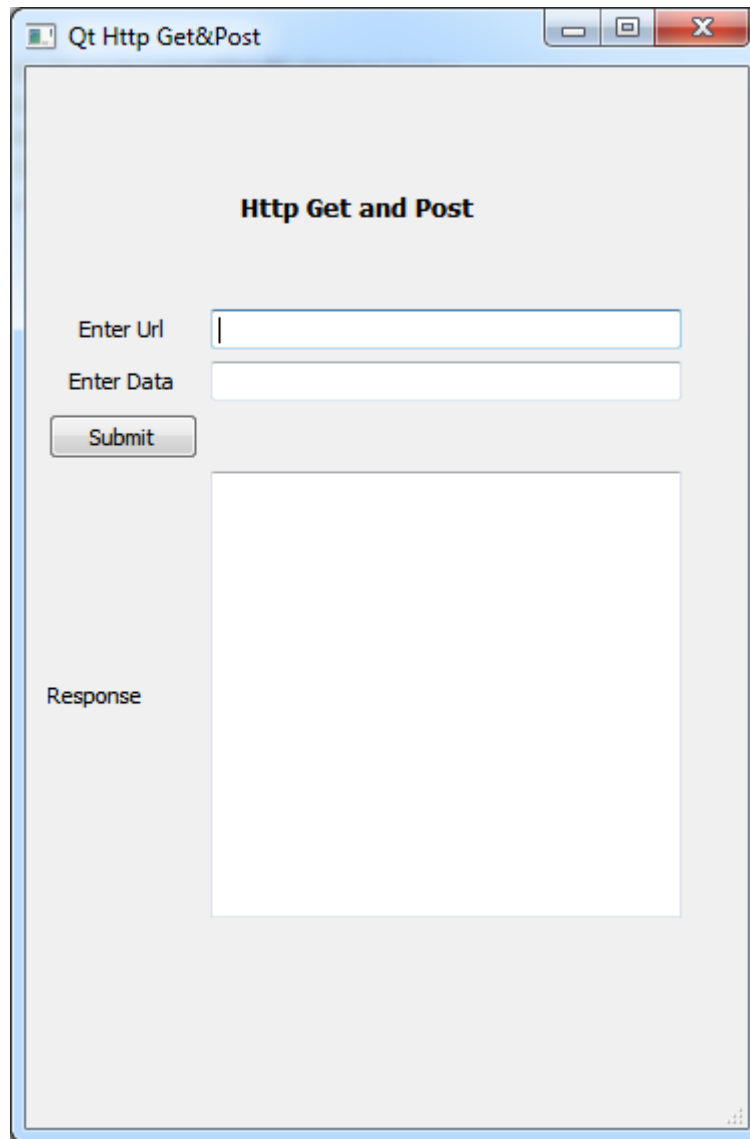 Qt Http Get&Post
Http Get and Post
Enter Url
Enter Data
Submit
Response